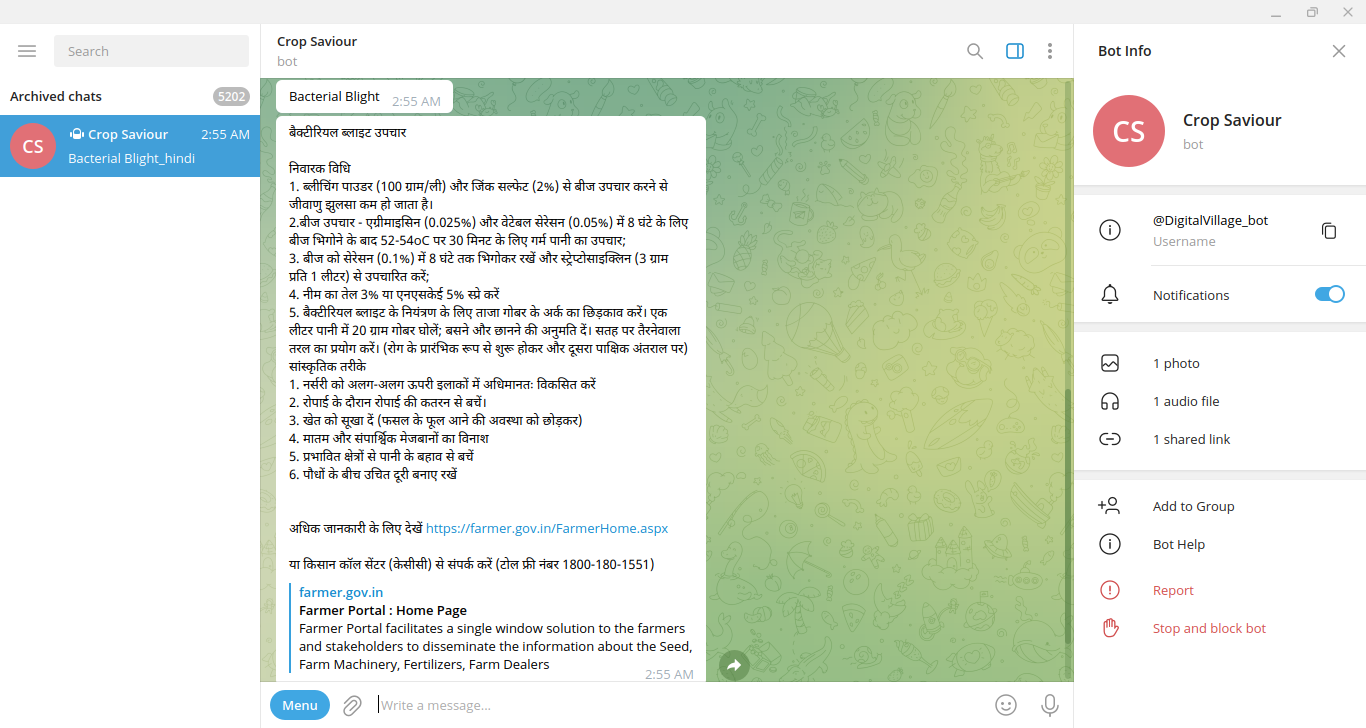 Search
Archived chats
5202
CS
Crop Saviour
2:55 AM
Bacterial Blight_hindi
Crop Saviour
bot
Bacterial Blight
2:55 AM
बैक्टीरियल ब्लाइट उपचार
निवारक विधि
1. ब्लीचिंग पाउडर (100 ग्राम/ली) और जिंक सल्फेट (2%) से बीज उपचार करने से
जीवाणु झुलसा कम हो जाता है।
2.बीज उपचार - एग्रीमाइसिन (0.025%) और वेटेबल सेरेसन (0.05%) में 8 घंटे के लिए
बीज भिगोने के बाद 52-54oC पर 30 मिनट के लिए गर्म पानी का उपचार;
3. बीज को सेरेसन (0.1%) में 8 घंटे तक भिगोकर रखें और स्ट्रेप्टोसाइक्लिन (3 ग्राम
प्रति 1 लीटर) से उपचारित करें;
4. नीम का तेल 3% या एनएसकेई 5% स्प्रे करें
5. बैक्टीरियल ब्लाइट के नियंत्रण के लिए ताजा गोबर के अर्क का छिड़काव करें। एक
लीटर पानी में 20 ग्राम गोबर घोलें; बसने और छानने की अनुमति दें। सतह पर तैरनेवाला
तरल का प्रयोग करें। (रोग के प्रारंभिक रूप से शुरू होकर और दूसरा पाक्षिक अंतराल पर)
सांस्कृतिक तरीके
1. नर्सरी को अलग-अलग ऊपरी इलाकों में अधिमानतः विकसित करें
2. रोपाई के दौरान रोपाई की कतरन से बचें।
3. खेत को सूखा दें (फसल के फूल आने की अवस्था को छोड़कर)
4. मातम और संपार्श्विक मेजबानों का विनाश
5. प्रभावित क्षेत्रों से पानी के बहाव से बचें
6. पौधों के बीच उचित दूरी बनाए रखें
अधिक जानकारी के लिए देखें https://farmer.gov.in/FarmerHome.aspx
या किसान कॉल सेंटर (केसीसी) से संपर्क करें (टोल फ्री नंबर 1800-180-1551)
farmer.gov.in
Farmer Portal : Home Page
Farmer Portal facilitates a single window solution to the farmers
and stakeholders to disseminate the information about the Seed,
Farm Machinery, Fertilizers, Farm Dealers
2:55 AM
Menu
Write a message...
Bot Info
CS
Crop Saviour
bot
@DigitalVillage_bot
Username
Notifications
1 photo
1 audio file
1 shared link
Add to Group
Bot Help
Report
Stop and block bot